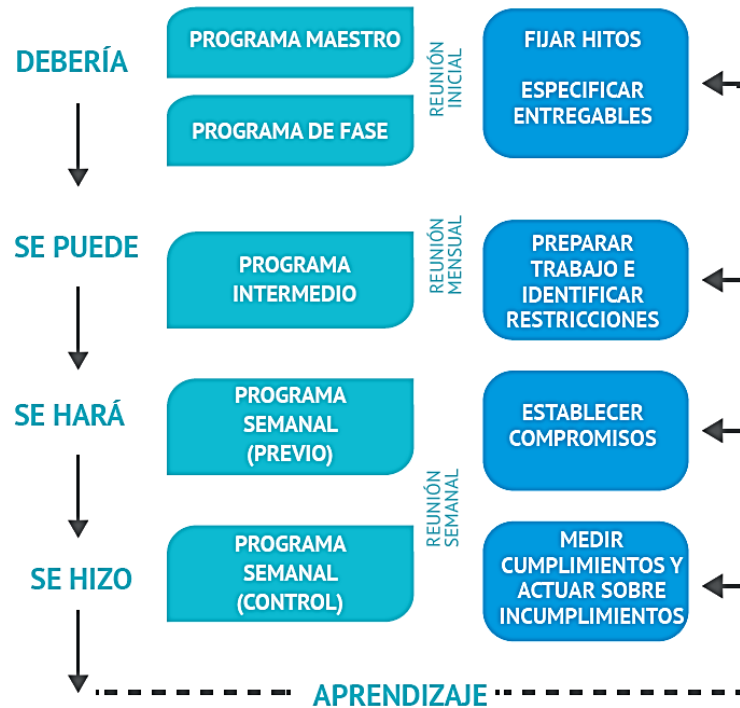 DEBERÍA
PROGRAMA MAESTRO
PROGRAMA DE FASE
REUNIÓN
INICIAL
FIJAR HITOS
ESPECIFICAR
ENTREGABLES
SE PUEDE
PROGRAMA
INTERMEDIO
REUNIÓN
MENSUAL
PREPARAR
TRABAJO E
IDENTIFICAR
RESTRICCIONES
SE HARÁ
PROGRAMA
SEMANAL
(PREVIO)
REUNIÓN
SEMANAL
ESTABLECER
COMPROMISOS
SE HIZO
PROGRAMA
SEMANAL
(CONTROL)
MEDIR
CUMPLIMIENTOS Y
ACTUAR SOBRE
INCUMPLIMIENTOS
APRENDIZAJE